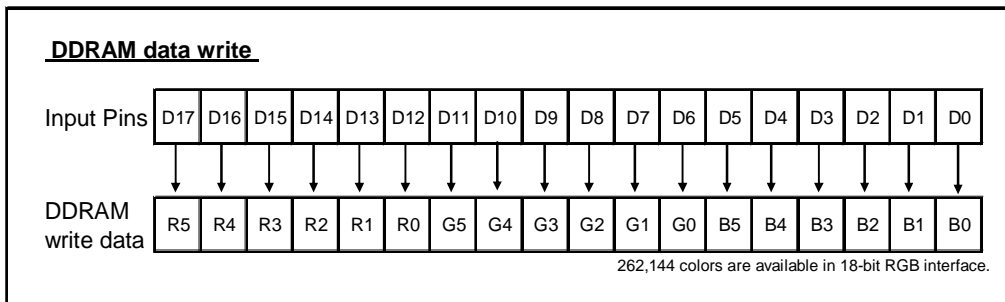 DDRAM data write
Input Pins D17 D16 D15 D14 D13 D12 D11 D10 D9 D8 D7 D6 D5 D4 D3 D2 D1 D0
DDRAM
write data R5 R4 R3 R2 R1 R0 G5 G4 G3 G2 G1 G0 B5 B4 B3 B2 B1 B0
262,144 colors are available in 18-bit RGB interface.